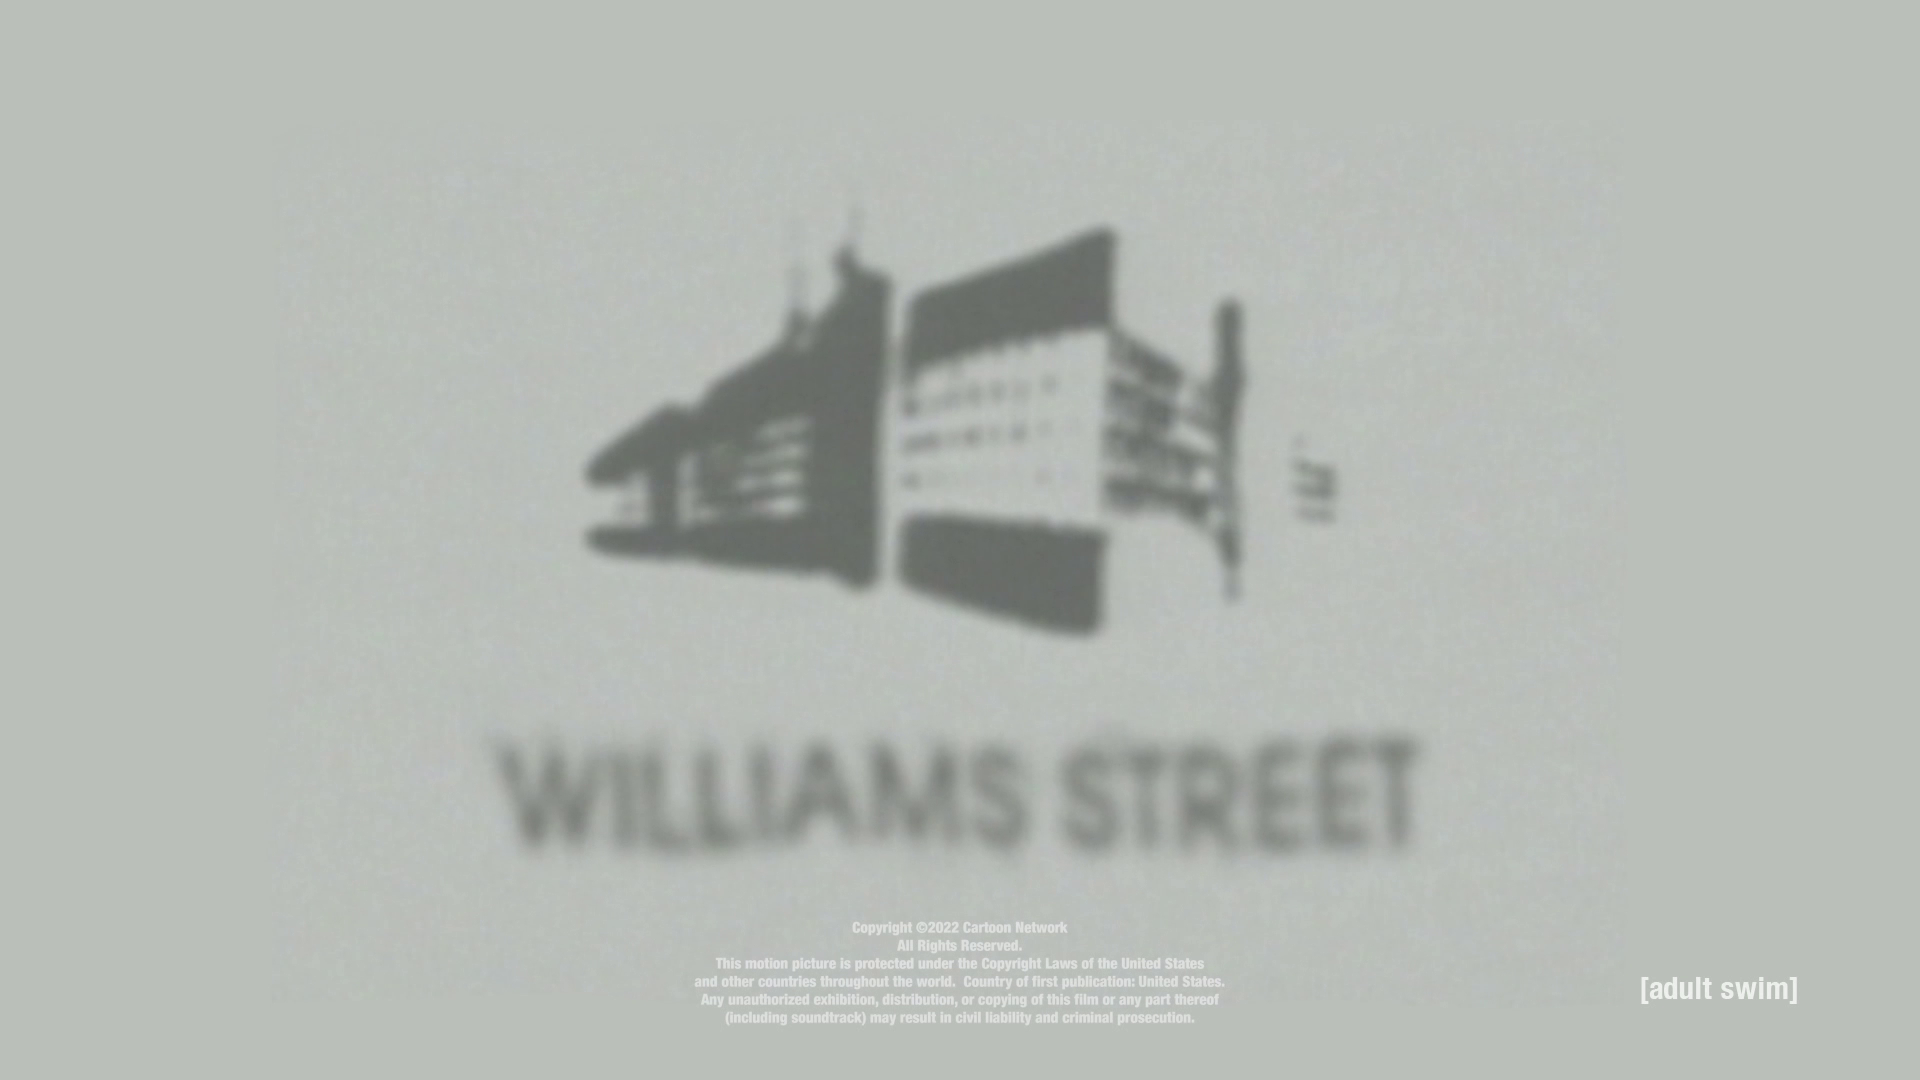 WILLIAMS STREET
Copyright ©2022 Cartoon Network
All Rights Reserved.
This motion picture is protected under the Copyright Laws of the United States
and other countries throughout the world.  Country of first publication: United States.
Any unauthorized exhibition, distribution, or copying of this film or any part thereof
(including soundtrack) may result in civil liability and criminal prosecution.
[adult swim]